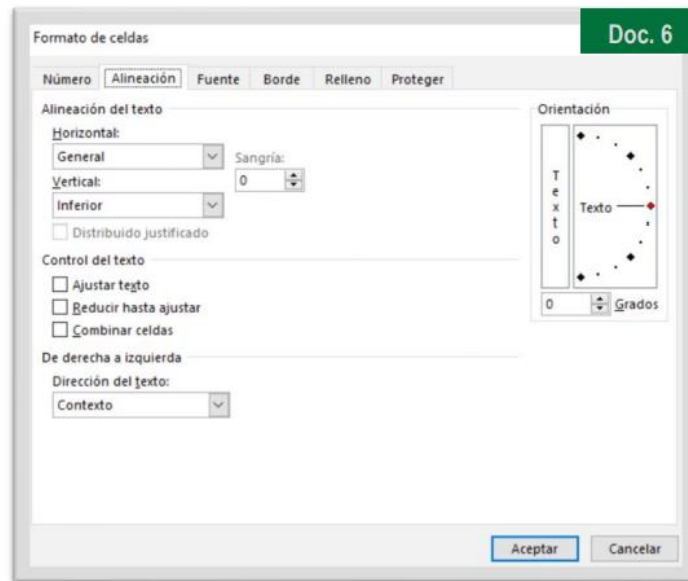 Doc. 6
Formato de celdas
Número Alineación Fuente Borde Relleno Proteger
Alineación del texto
Horizontal:
General
Sangría:
0
Vertical:
Inferior
Distribuido justificado
Control del texto
Ajustar texto
Reducir hasta ajustar
Combinar celdas
De derecha a izquierda
Dirección del texto:
Contexto
Orientación
Texto
Texto
0 Grados
Aceptar Cancelar